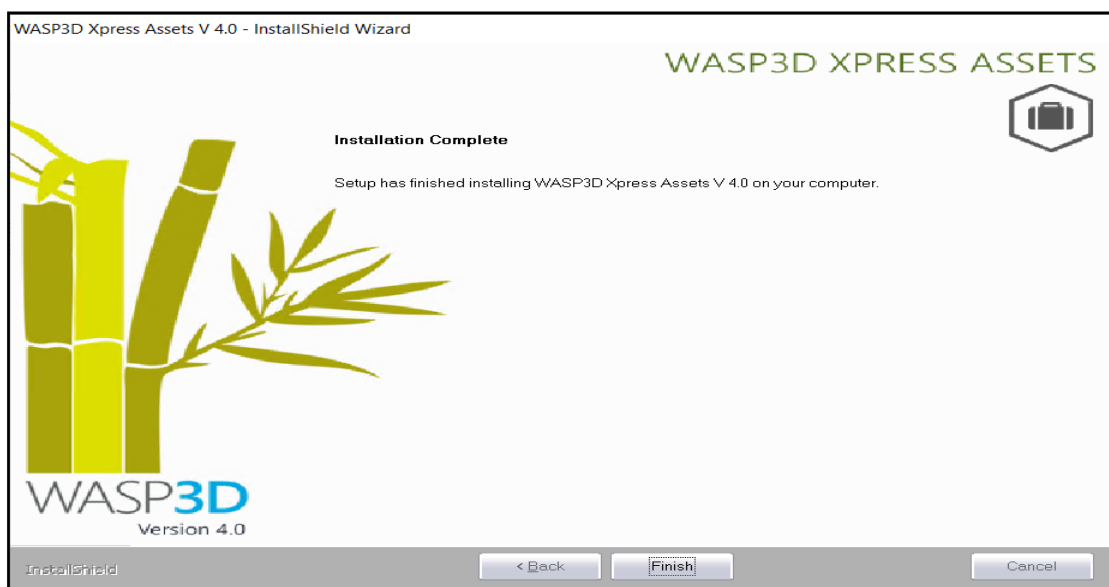 WASP3D Xpress Assets V 4.0 - InstallShield Wizard
WASP3D XPRESS ASSETS
Installation Complete
Setup has finished installing WASP3D Xpress Assets V 4.0 on your computer.
WASP3D
Version 4.0
InstallShield
< Back
Finish
Cancel